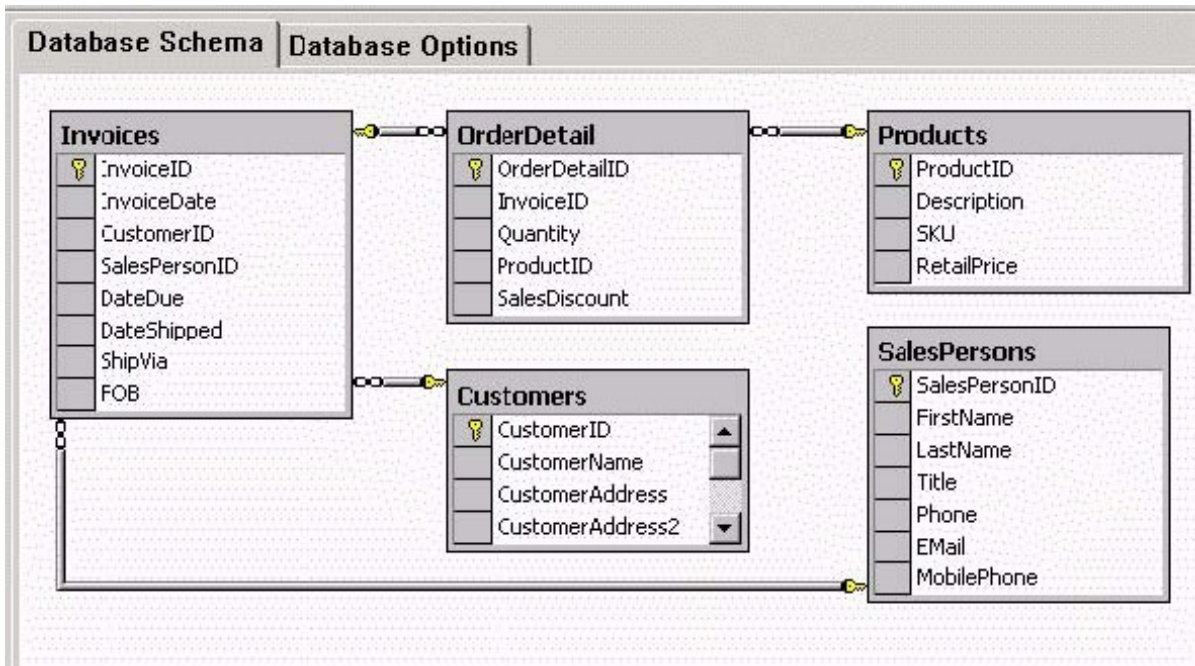 Database Schema
Database Options
Invoices
InvoiceID
InvoiceDate
CustomerID
SalesPersonID
DateDue
DateShipped
ShipVia
FOB
OrderDetail
OrderDetailID
InvoiceID
Quantity
ProductID
SalesDiscount
Products
ProductID
Description
SKU
RetailPrice
Customers
CustomerID
CustomerName
CustomerAddress
CustomerAddress2
SalesPersons
SalesPersonID
FirstName
LastName
Title
Phone
EMail
MobilePhone